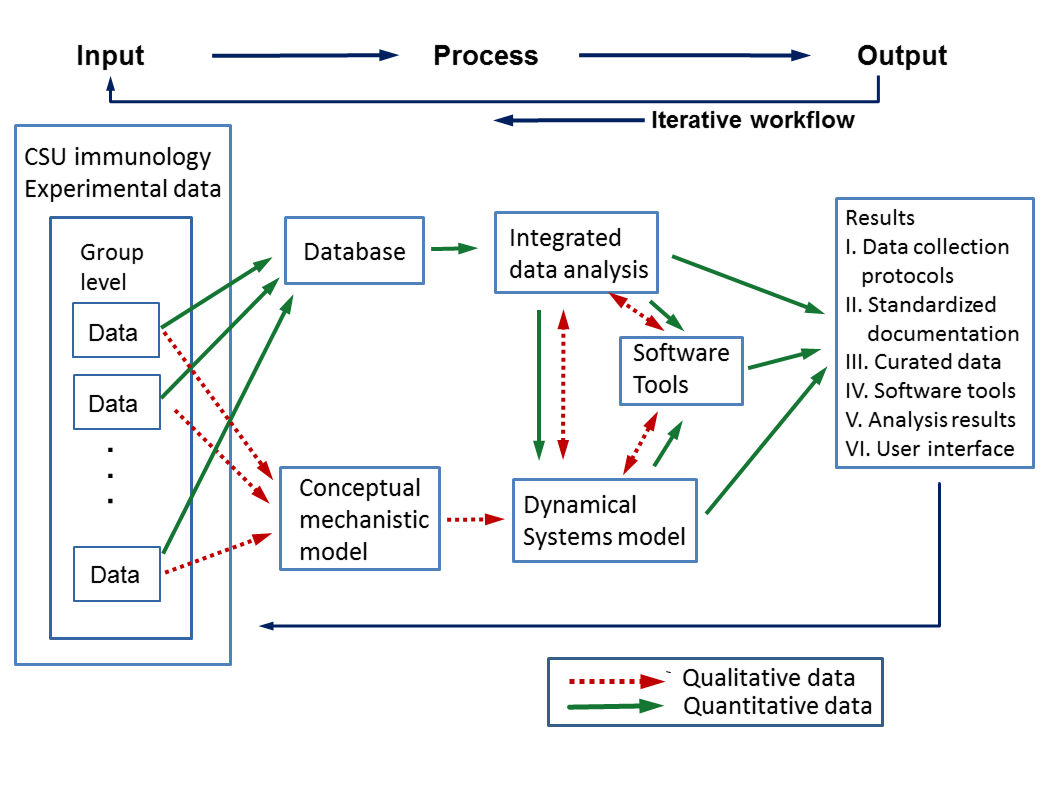 Input
Process
Output
Iterative workflow
CSU immunology
Experimental data
Group
level
Data
Data
.
.
.
Data
Database
Conceptual
mechanistic
model
Integrated
data analysis
Software
Tools
Dynamical
Systems model
Results
I. Data collection
protocols
II. Standardized
documentation
III. Curated data
IV. Software tools
V. Analysis results
VI. User interface
Qualitative data
Quantitative data